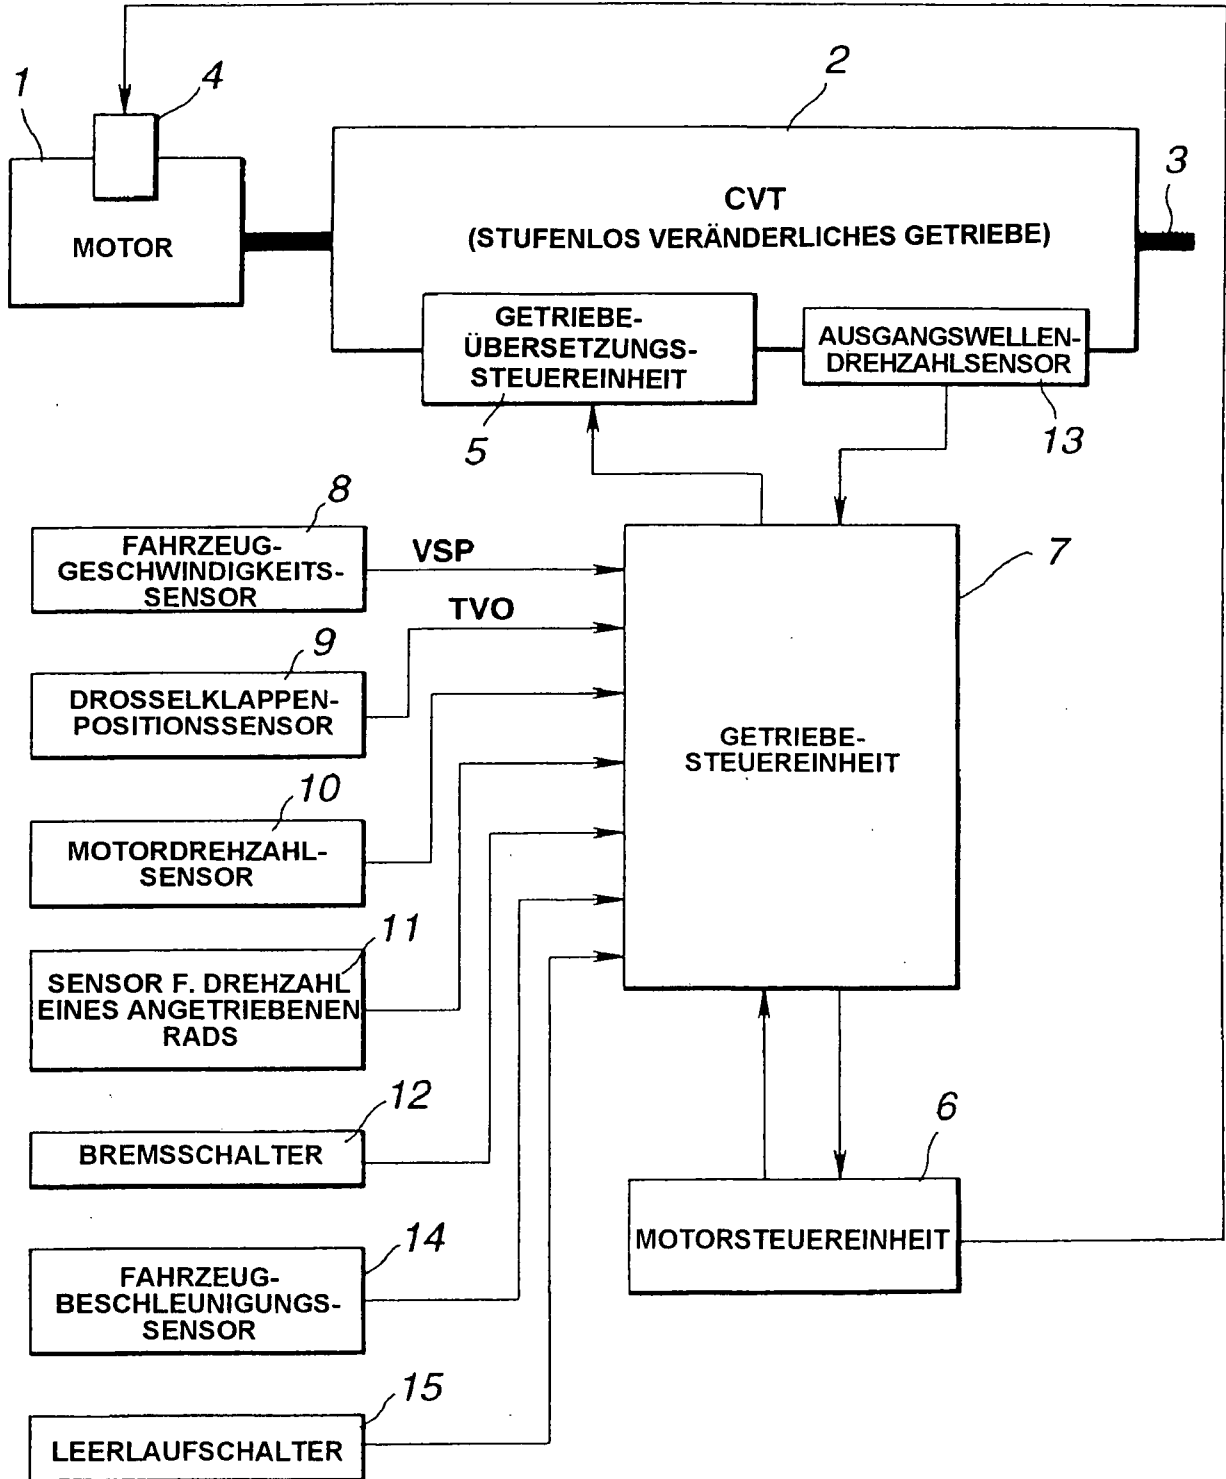 1
4
2
3
MOTOR
CVT
(STUFENLOS VERÄNDERLICHES GETRIEBE)
GETRIEBE-
ÜBERSETZUNGS-
STEUEREINHEIT
AUSGANGSWELLEN-
DREHZAHLSENSOR
5
13
8
FAHRZEUG-
GESCHWINDIGKEITS-
SENSOR
VSP
7
TVO
9
DROSSELKLAPPEN-
POSITIONSSENSOR
GETRIEBE-
STEUEREINHEIT
10
MOTORDREHZAHL-
SENSOR
11
SENSOR F. DREHZAHL
EINES ANGETRIEBENEN
RADS
12
BREMSSCHALTER
6
MOTORSTEUEREINHEIT
14
FAHRZEUG-
BESCHLEUNIGUNGS-
SENSOR
15
LEERLAUFSCHALTER